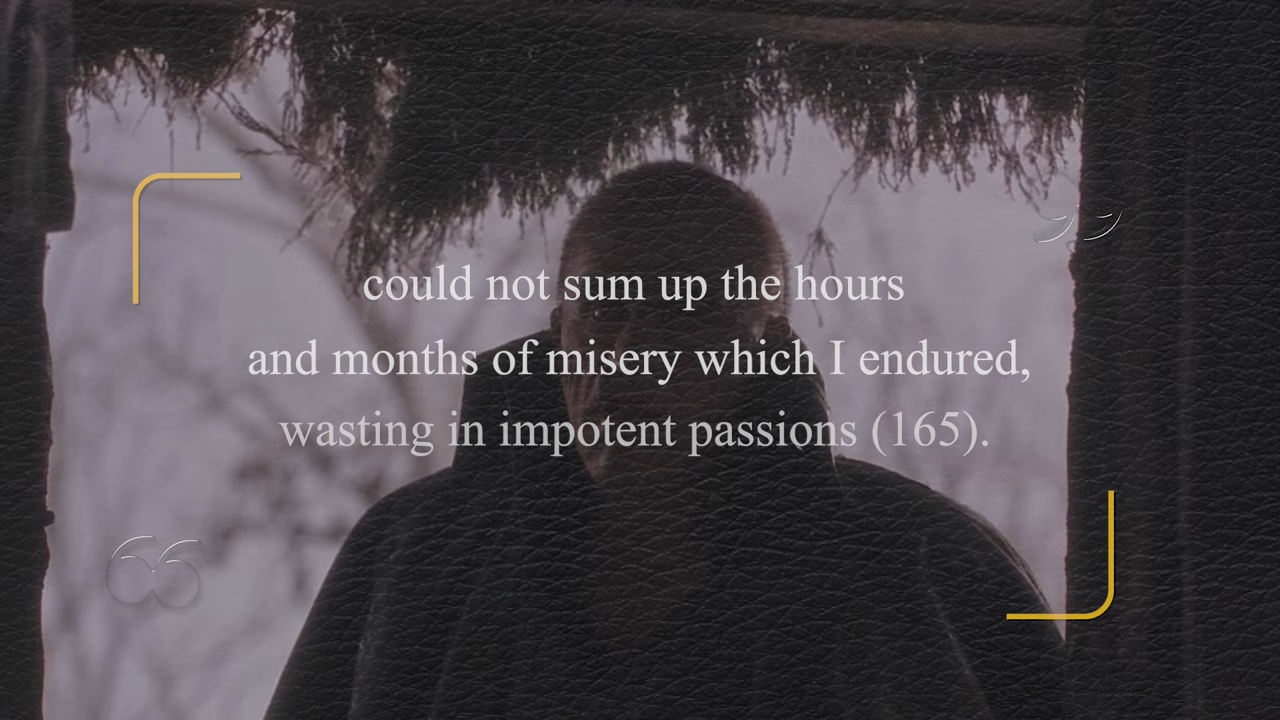 could not sum up the hours
and months of misery which I endured,
wasting in impotent passions (165).